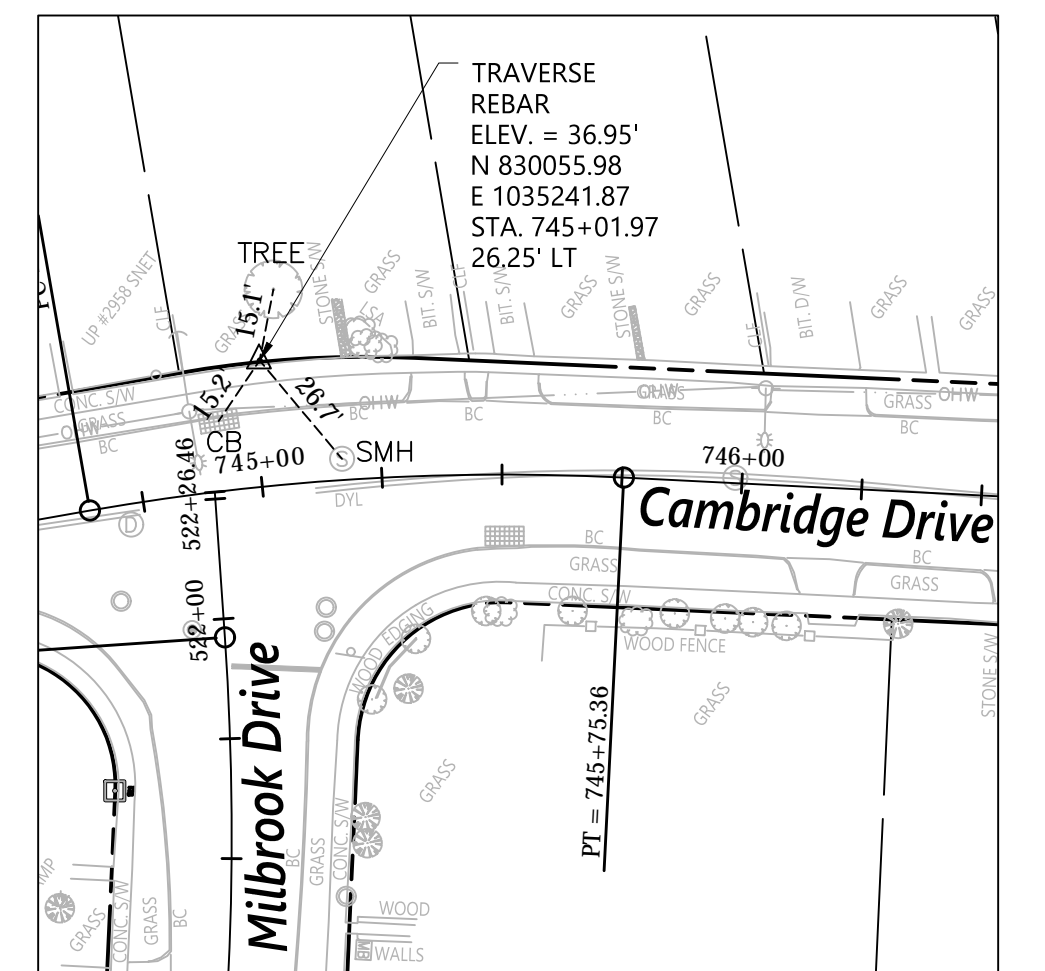 TRAVERSE
REBAR
ELEV. = 36.95'
N 830055.98
E 1035241.87
STA. 745+01.97
26.25' LT
TREE
UP #2958 SNET
CLF
GRASS
15.1'
STONE S/W
GRASS
BIT. S/W
CLF
BIT. S/W
GRASS
STONE S/W
GRASS
CLF
BIT. D/W
GRASS
GRASS
CONC. S/W
GRASS
OHW
BC
15.2'
26.7'
OHW
BC
GRASS
OHW
BC
GRASS
OHW
BC
CB
SMH
S
745+00
746+00
S
522+26.46
DYL
D
Cambridge Drive
BC
GRASS
BC
GRASS
CONC. S/W
522+00
WOOD EDGING
WOOD FENCE
STONE S/W
GRASS
PT = 745+75.36
Milbrook Drive
GRASS
CONC. S/W
GRASS
BC
GRASS
CONC. S/W
GRASS
BC
WOOD
WALLS
MB